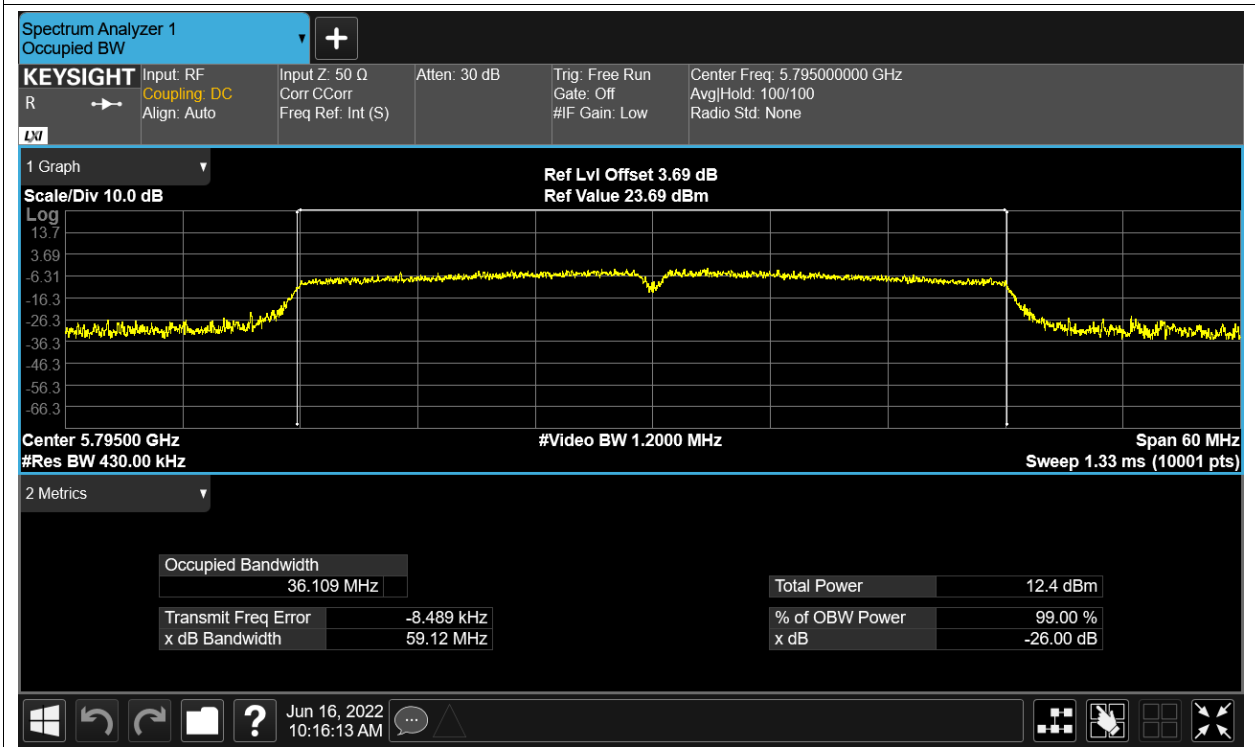 Spectrum Analyzer 1
Occupied BW
KEYSIGHT
R
LXI
Input: RF
Coupling: DC
Align: Auto
Input Z: 50 Ω
Corr CCorr
Freq Ref: Int (S)
Atten: 30 dB
Trig: Free Run
Gate: Off
#IF Gain: Low
Center Freq: 5.795000000 GHz
Avg|Hold: 100/100
Radio Std: None
1 Graph
Scale/Div 10.0 dB
Ref Lvl Offset 3.69 dB
Ref Value 23.69 dBm
Log
13.7
3.69
-6.31
-16.3
-26.3
-36.3
-46.3
-56.3
-66.3
Center 5.79500 GHz
#Res BW 430.00 kHz
#Video BW 1.2000 MHz
Span 60 MHz
Sweep 1.33 ms (10001 pts)
2 Metrics
Occupied Bandwidth
36.109 MHz
Transmit Freq Error -8.489 kHz
x dB Bandwidth 59.12 MHz
Total Power 12.4 dBm
% of OBW Power 99.00 %
x dB -26.00 dB
Jun 16, 2022
10:16:13 AM